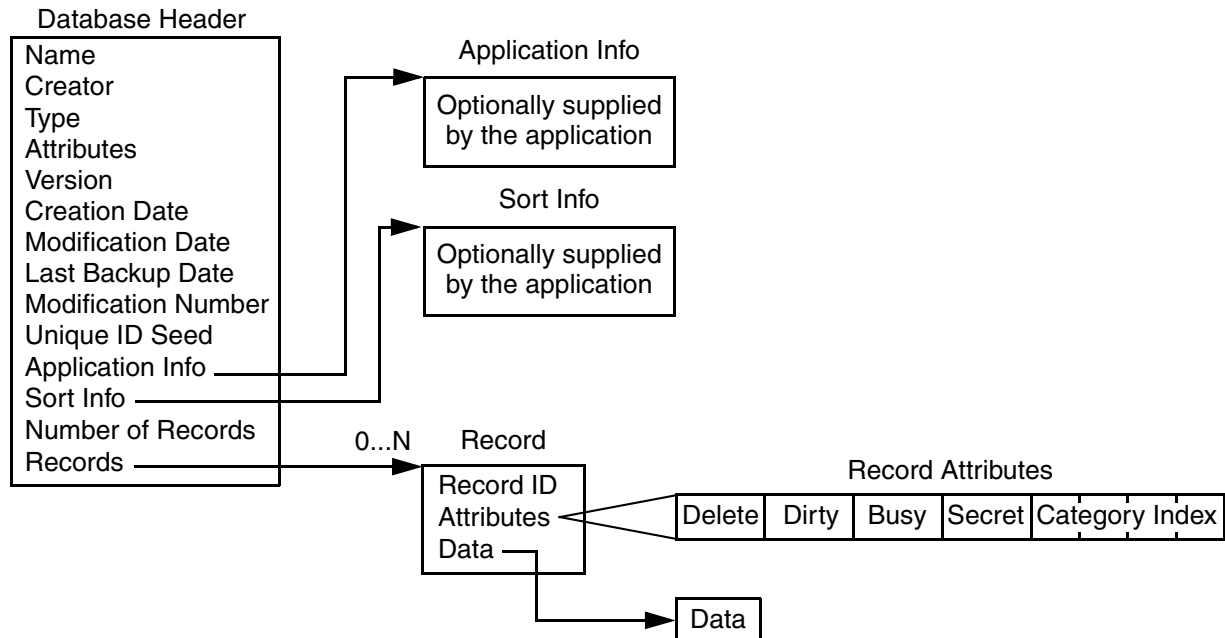 Database Header
Name
Creator
Type
Attributes
Version
Creation Date
Modification Date
Last Backup Date
Modification Number
Unique ID Seed
Application Info
Sort Info
Number of Records
Records
Application Info
Optionally supplied
by the application
Sort Info
Optionally supplied
by the application
0...N
Record
Record ID
Attributes
Data
Record Attributes
Delete Dirty Busy Secret Category Index
Data